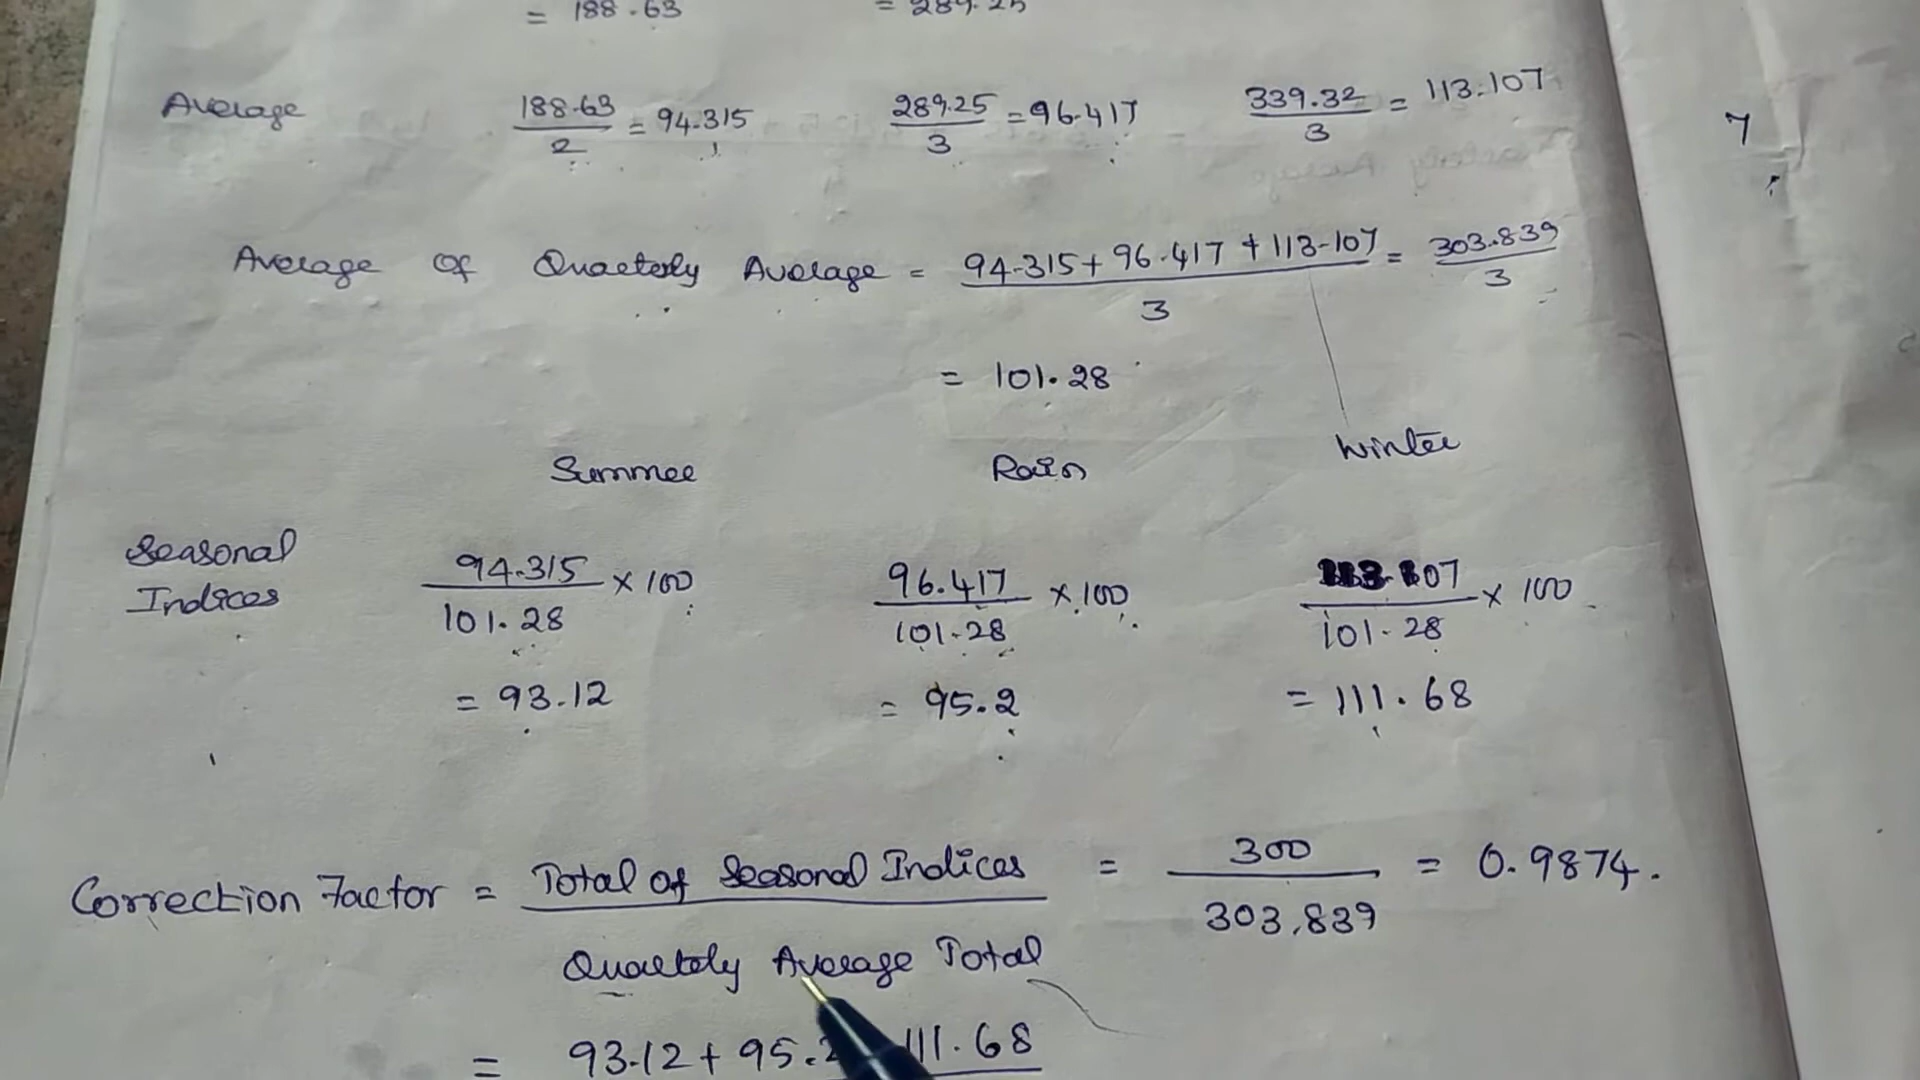 = 188.63 = 289.25
Average 188.63/2 = 94.315 289.25/3 = 96.417 339.32/3 = 113.107
7
Average Of Quarterly Average = 94.315 + 96.417 + 113.107/3 = 303.839/3
= 101.28
Summer Rain Winter
Seasonal Indices 94.315/101.28 × 100 96.417/101.28 × 100 113.107/101.28 × 100
= 93.12 = 95.2 = 111.68
Correction Factor = Total of Seasonal Indices/Quartely Average Total = 300/303.839 = 0.9874.
= 93.12 + 95.2 111.68